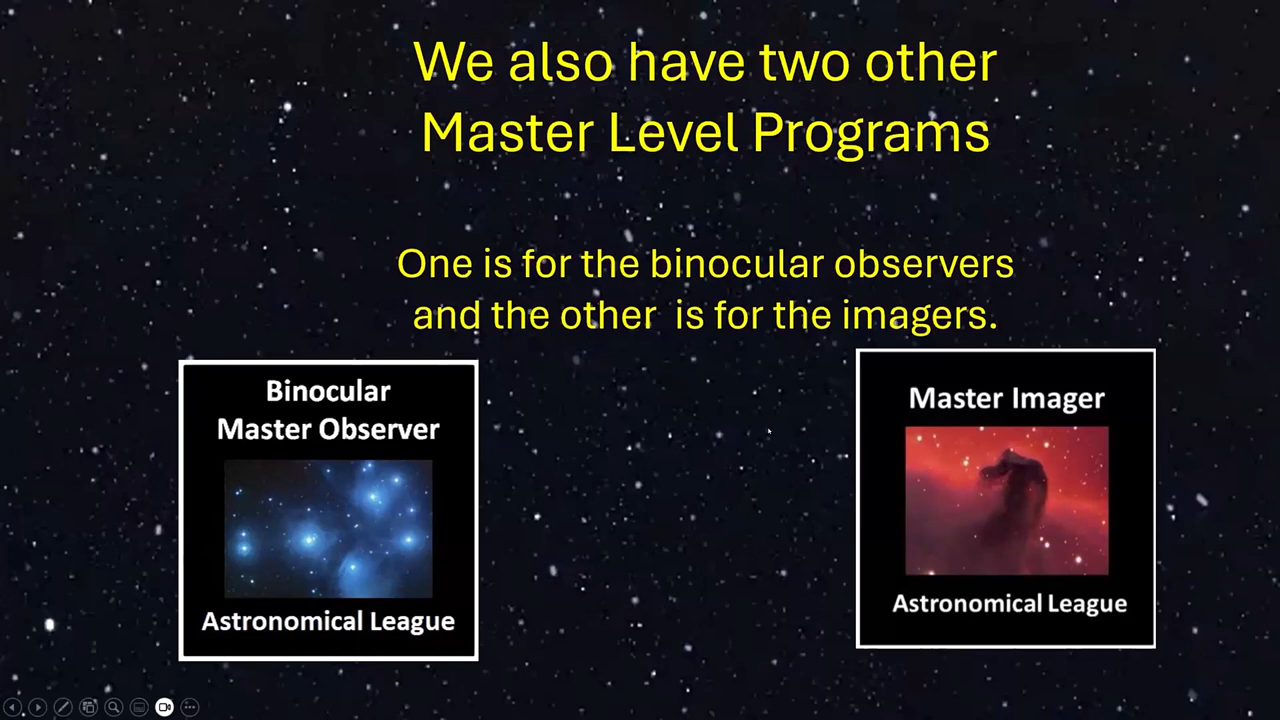 We also have two other
Master Level Programs
One is for the binocular observers
and the other  is for the imagers.
Binocular
Master Observer
Astronomical League
Master Imager
Astronomical League